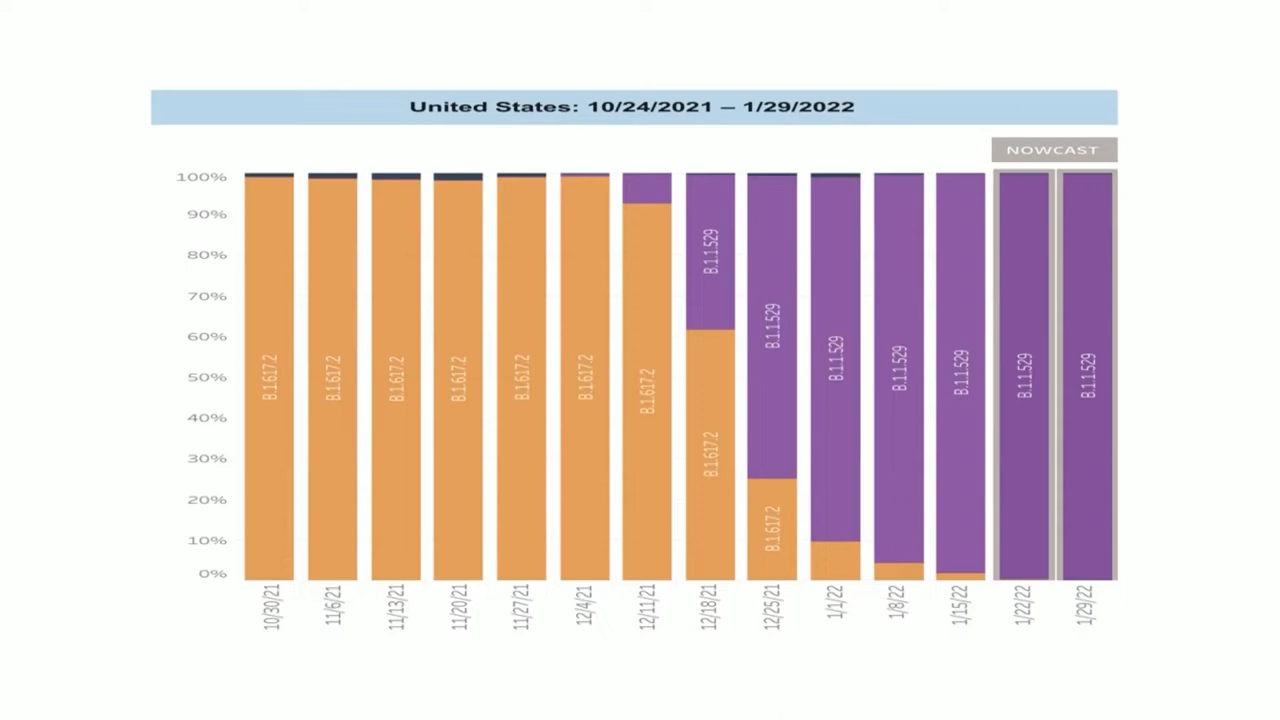 United States: 10/24/2021 – 1/29/2022
NOWCAST
100%
90%
80%
70%
60%
50%
40%
30%
20%
10%
0%
B.1.617.2
B.1.617.2
B.1.617.2
B.1.617.2
B.1.617.2
B.1.617.2
B.1.617.2
B.1.1.529
B.1.617.2
B.1.1.529
B.1.617.2
B.1.1.529
B.1.1.529
B.1.1.529
B.1.1.529
B.1.1.529
10/30/21
11/6/21
11/13/21
11/20/21
11/27/21
12/4/21
12/11/21
12/18/21
12/25/21
1/1/22
1/8/22
1/15/22
1/22/22
1/29/22